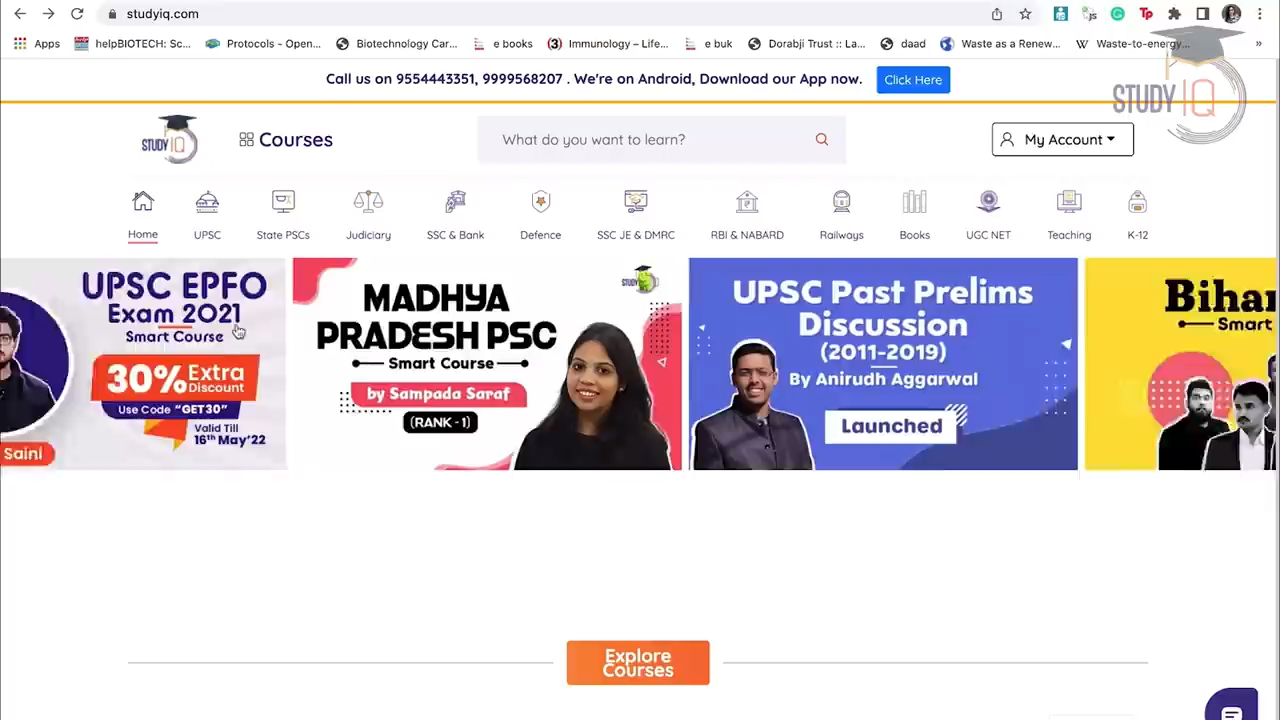 studyiq.com
Apps
helpBIOTECH: Sc...
Protocols - Open...
Biotechnology Car...
e books
Immunology – Life...
e buk
Dorabji Trust :: La...
daad
Waste as a Renew...
Waste-to-energy...
»
STUDY IQ
Call us on 9554443351, 9999568207 . We're on Android, Download our App now.
Click Here
STUDY IQ
Courses
What do you want to learn?
My Account
Home
UPSC
State PSCs
Judiciary
SSC & Bank
Defence
SSC JE & DMRC
RBI & NABARD
Railways
Books
UGC NET
Teaching
K-12
UPSC EPFO
Exam 2021
Smart Course
30% Extra
Discount
Use Code "GET30"
Valid Till
16th May'22
Saini
MADHYA
PRADESH PSC
Smart Course
by Sampada Saraf
(RANK - 1)
UPSC Past Prelims
Discussion
(2011-2019)
By Anirudh Aggarwal
Launched
Bihar
Smart
Explore
Courses